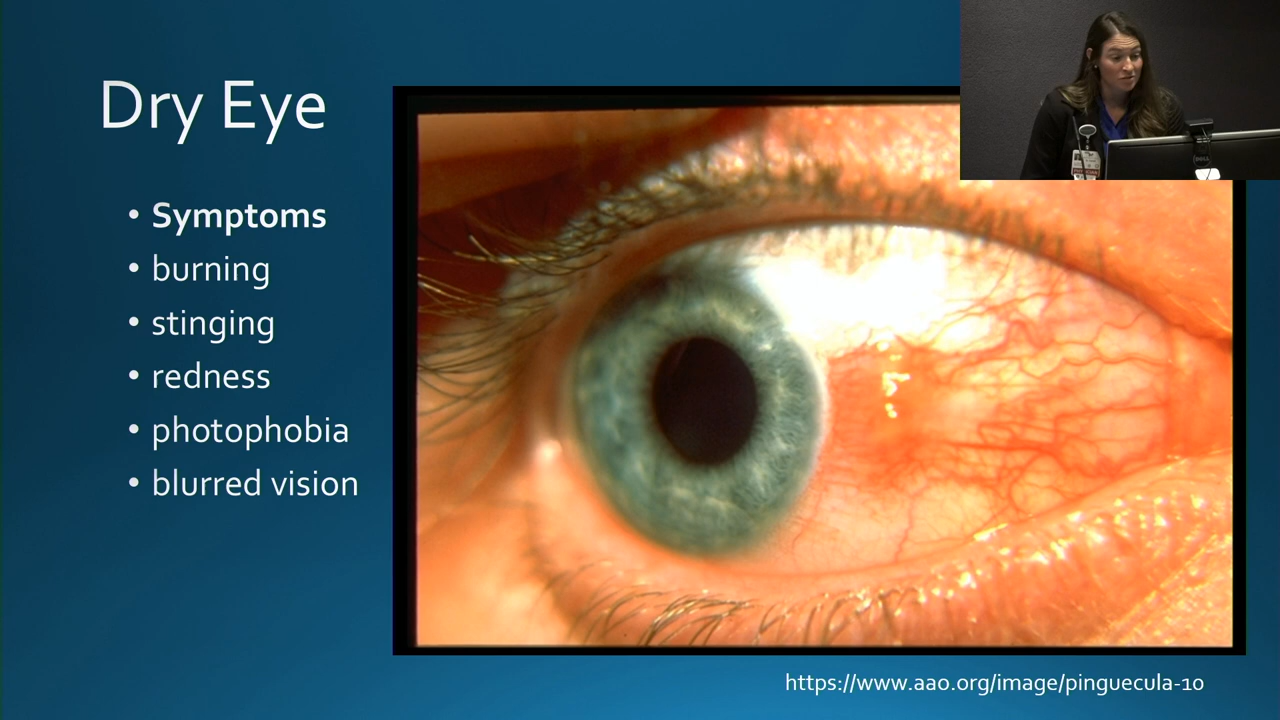 Dry Eye
• Symptoms
• burning
• stinging
• redness
• photophobia
• blurred vision
https://www.aao.org/image/pinguecula-10